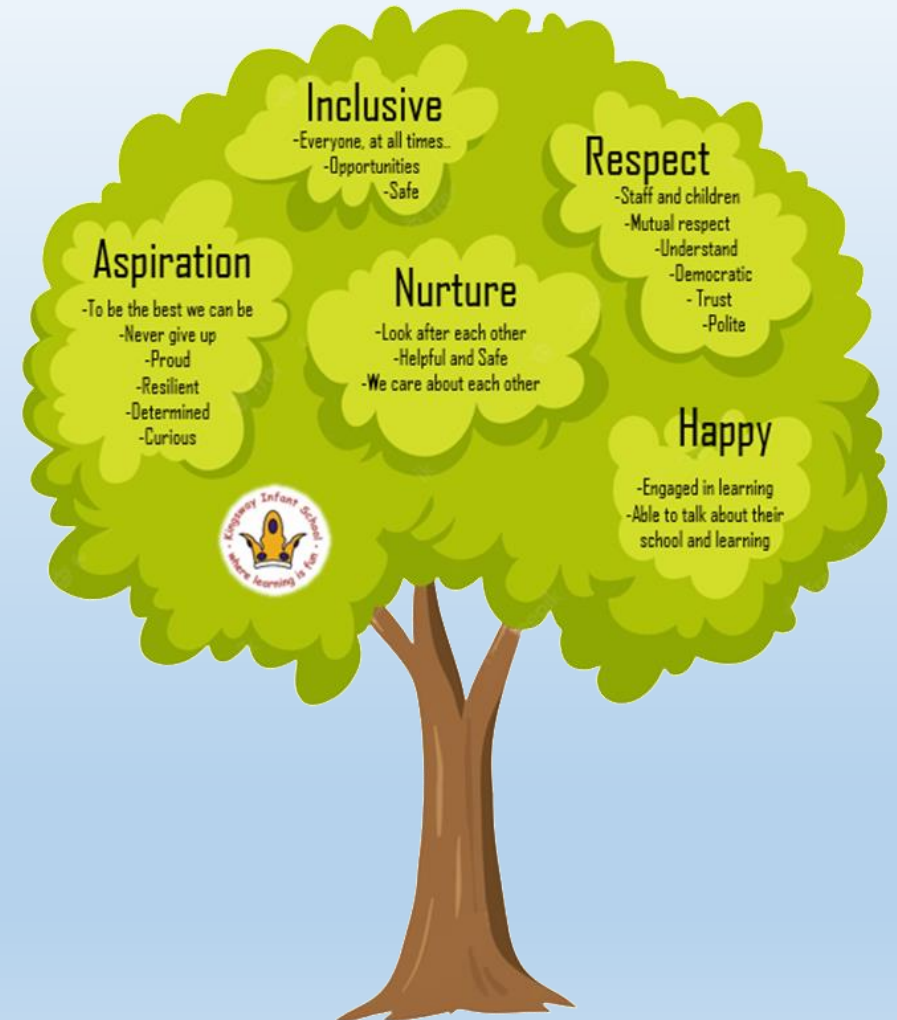 Inclusive
-Everyone, at all times..
-Opportunities
-Safe
Respect
-Staff and children
-Mutual respect
-Understand
-Democratic
- Trust
-Polite
Aspiration
-To be the best we can be
-Never give up
-Proud
-Resilient
-Determined
-Curious
Nurture
-Look after each other
-Helpful and Safe
-We care about each other
Happy
-Engaged in learning
-Able to talk about their
school and learning
Kingsway Infant School
• where learning is fun •